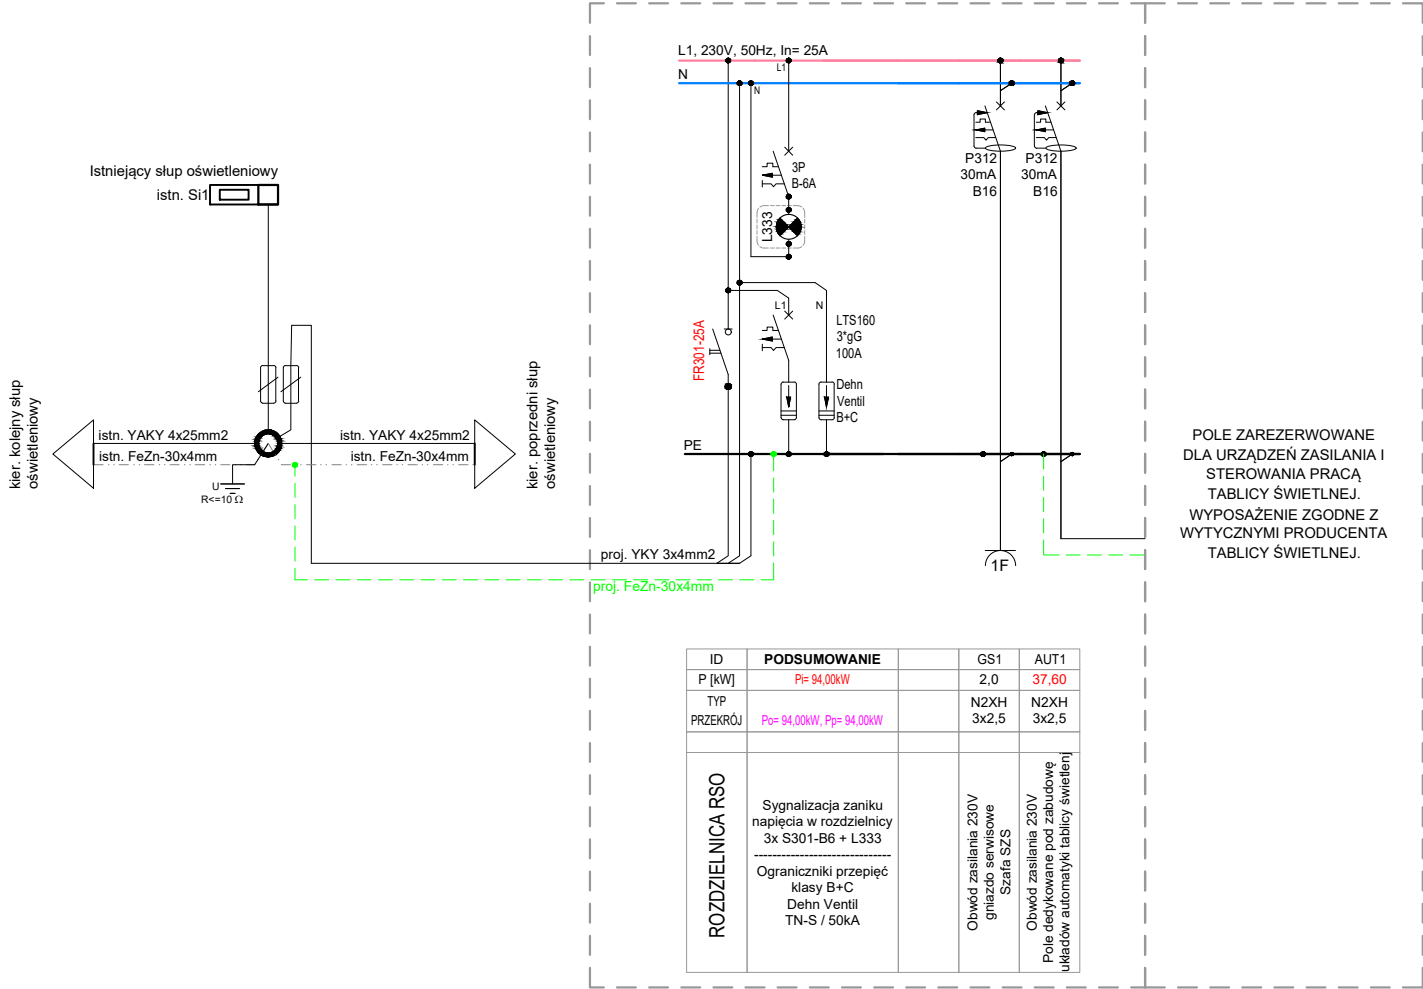 L1, 230V, 50Hz, In= 25A
L1
N
N
Istniejący słup oświetleniowy
istn. Si1
3P
B-6A
L333
P312
30mA
B16
P312
30mA
B16
L1
N
FR301-25A
LTS160
3*gG
100A
Dehn
Ventil
B+C
PE
kier. kolejny słup
oświetleniowy
istn. YAKY 4x25mm2
istn. FeZn-30x4mm
istn. YAKY 4x25mm2
istn. FeZn-30x4mm
kier. poprzedni słup
oświetleniowy
U
R<=10 Ω
proj. YKY 3x4mm2
proj. FeZn-30x4mm
1F
POLE ZAREZERWOWANE
DLA URZĄDZEŃ ZASILANIA I
STEROWANIA PRACĄ
TABLICY ŚWIETLNEJ.
WYPOSAŻENIE ZGODNE Z
WYTYCZNYMI PRODUCENTA
TABLICY ŚWIETLNEJ.
ID PODSUMOWANIE GS1 AUT1
P [kW] Pi= 94,00kW 2,0 37,60
TYP
PRZEKRÓJ
Po= 94,00kW, Pp= 94,00kW
N2XH
3x2,5
N2XH
3x2,5
ROZDZIELNICA RSO
Sygnalizacja zaniku
napięcia w rozdzielnicy
3x S301-B6 + L333
-------------------------------
Ograniczniki przepięć
klasy B+C
Dehn Ventil
TN-S / 50kA
Obwód zasilania 230V
gniazdo serwisowe
Szafa SZS
Obwód zasilania 230V
Pole dedykowane pod zabudowę
układów automatyki tablicy świetlenj